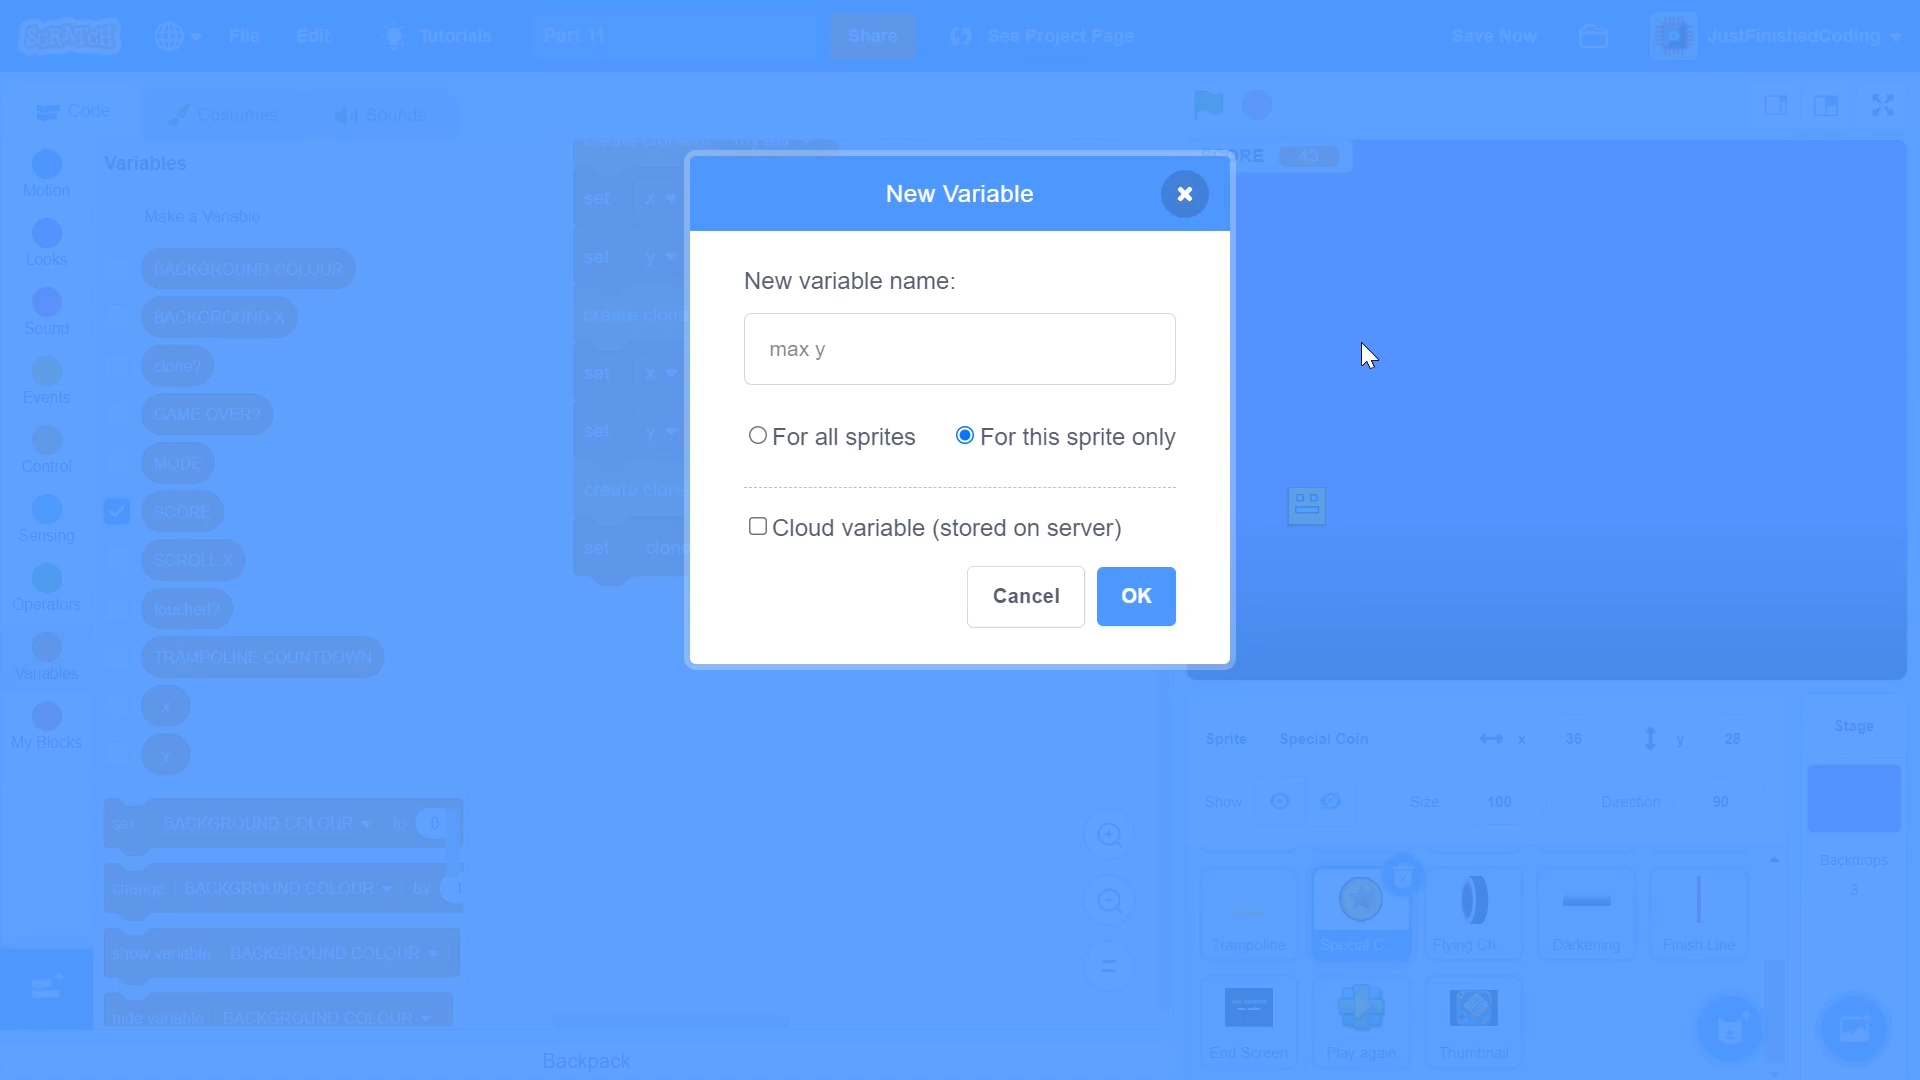 SCRATCH
File
Edit
Tutorials
Part 11
Share
See Project Page
Save Now
JustFinishedCoding
Code
Costumes
Sounds
Motion
Looks
Sound
Events
Control
Sensing
Operators
Variables
My Blocks
Variables
Make a Variable
BACKGROUND COLOUR
BACKGROUND X
clone?
GAME OVER?
MODE
SCORE
SCROLL X
touched?
TRAMPOLINE COUNTDOWN
x
y
set BACKGROUND COLOUR to 0
change BACKGROUND COLOUR by 1
show variable BACKGROUND COLOUR
hide variable BACKGROUND COLOUR
create clone of myself
set x
set y
create clone
set x
set y
create clone
set clon
New Variable
New variable name:
max y
For all sprites
For this sprite only
Cloud variable (stored on server)
Cancel
OK
ORE 43
Sprite Special Coin x 36 y 28
Show Size 100 Direction 90
Trampoline
Special C...
Flying Ch...
Darkening
Finish Line
End Screen
Play again
Thumbnail
Stage
Backdrops
3
Backpack